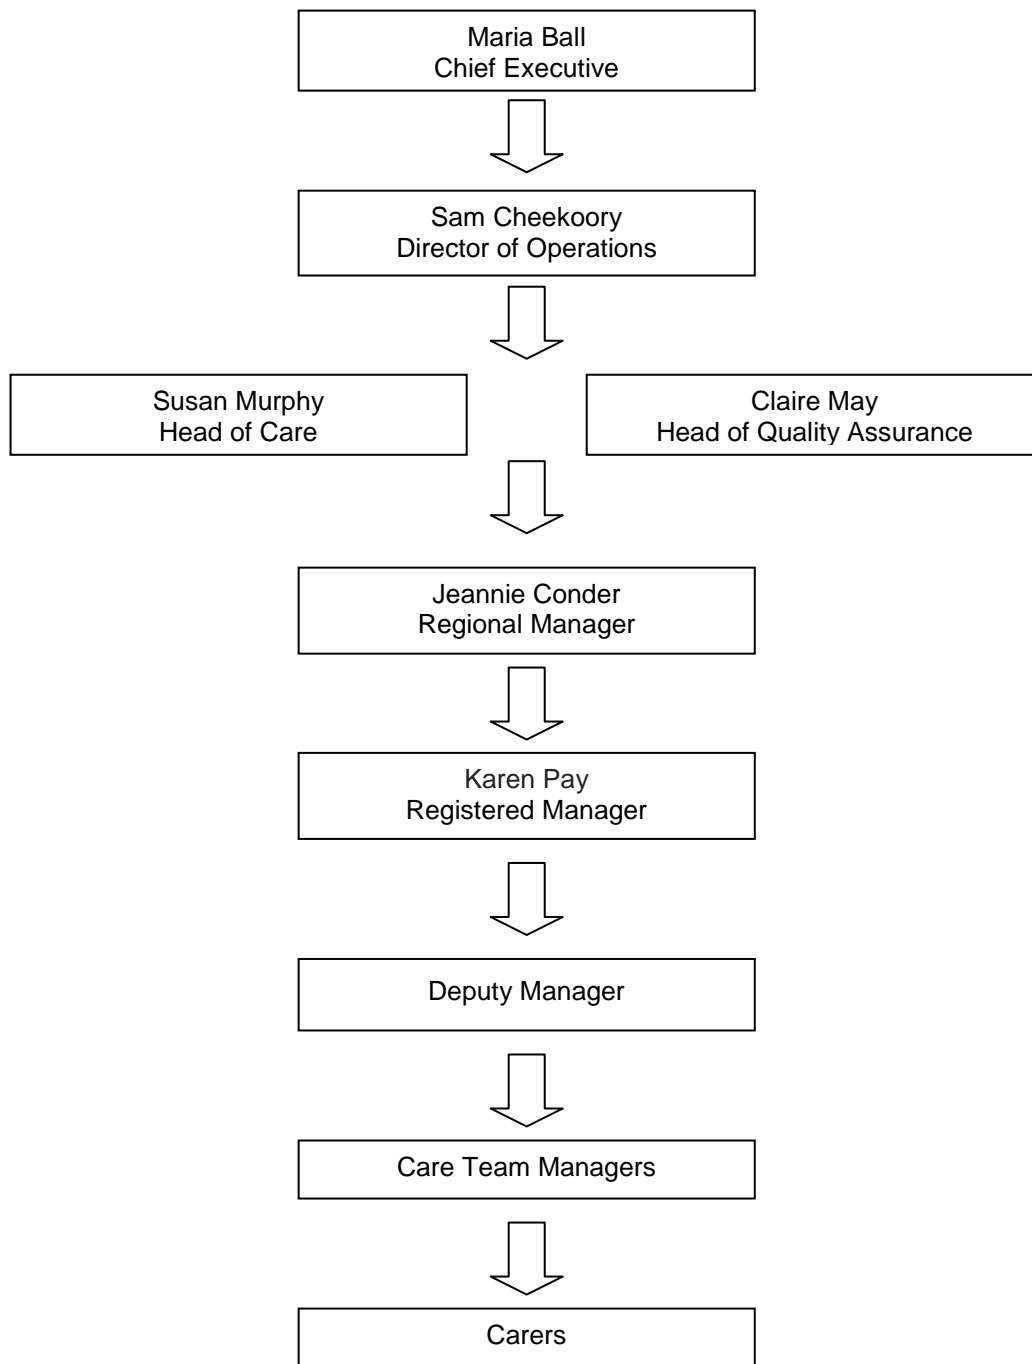 Maria Ball
Chief Executive
Sam Cheekoory
Director of Operations
Susan Murphy
Head of Care
Claire May
Head of Quality Assurance
Jeannie Conder
Regional Manager
Karen Pay
Registered Manager
Deputy Manager
Care Team Managers
Carers